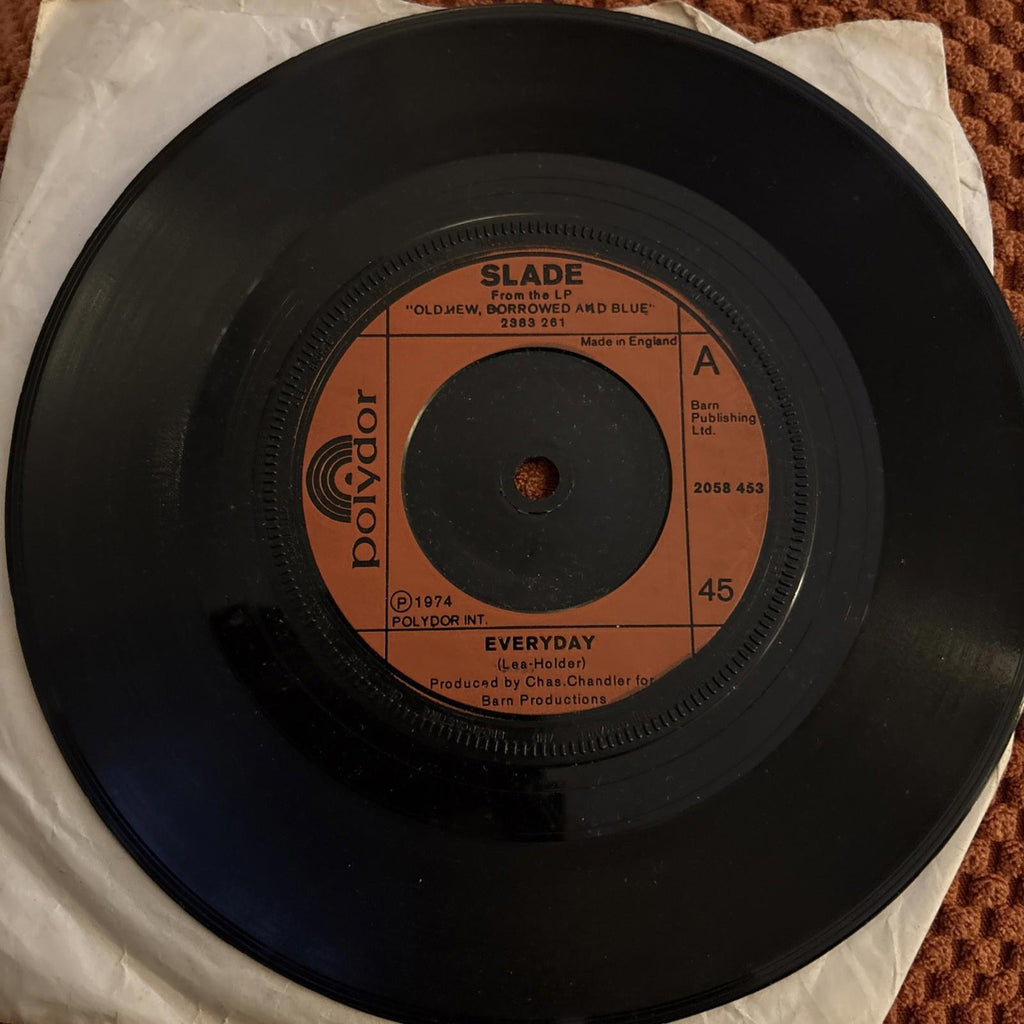 SLADE
From the LP
"OLD NEW, BORROWED AND BLUE"
2383 261
Made in England
A
Barn
Publishing
Ltd.
polydor
2058 453
45
Ⓟ 1974
POLYDOR INT.
EVERYDAY
(Lea-Holder)
Produced by Chas. Chandler for
Barn Productions